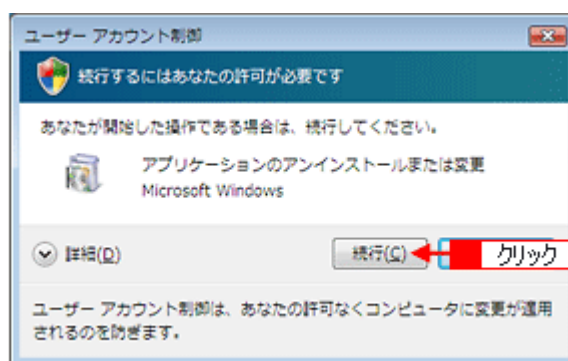 ユーザー アカウント制御
続行するにはあなたの許可が必要です
あなたが開始した操作である場合は、続行してください。
アプリケーションのアンインストールまたは変更
Microsoft Windows
詳細(D)
続行(C)
クリック
ユーザー アカウント制御は、あなたの許可なくコンピュータに変更が適用
されるのを防ぎます。